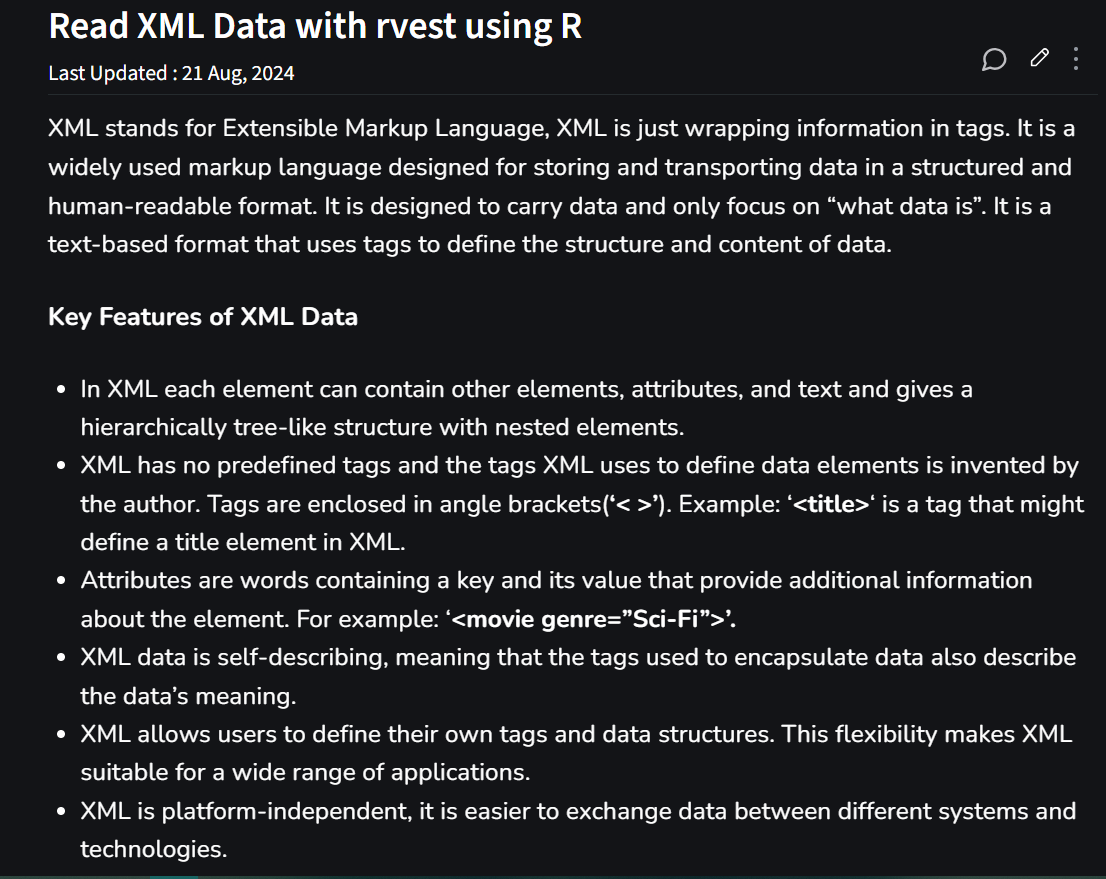 Read XML Data with rvest using R
Last Updated : 21 Aug, 2024
XML stands for Extensible Markup Language, XML is just wrapping information in tags. It is a
widely used markup language designed for storing and transporting data in a structured and
human-readable format. It is designed to carry data and only focus on “what data is”. It is a
text-based format that uses tags to define the structure and content of data.
Key Features of XML Data
• In XML each element can contain other elements, attributes, and text and gives a
hierarchically tree-like structure with nested elements.
• XML has no predefined tags and the tags XML uses to define data elements is invented by
the author. Tags are enclosed in angle brackets(‘< >’). Example: ‘<title>‘ is a tag that might
define a title element in XML.
• Attributes are words containing a key and its value that provide additional information
about the element. For example: ‘<movie genre=”Sci-Fi”>’.
• XML data is self-describing, meaning that the tags used to encapsulate data also describe
the data’s meaning.
• XML allows users to define their own tags and data structures. This flexibility makes XML
suitable for a wide range of applications.
• XML is platform-independent, it is easier to exchange data between different systems and
technologies.